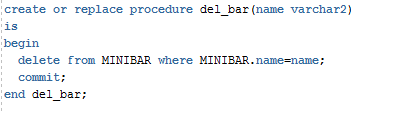 create or replace procedure del_bar(name varchar2)
is
begin
  delete from MINIBAR where MINIBAR.name=name;
  commit;
end del_bar;